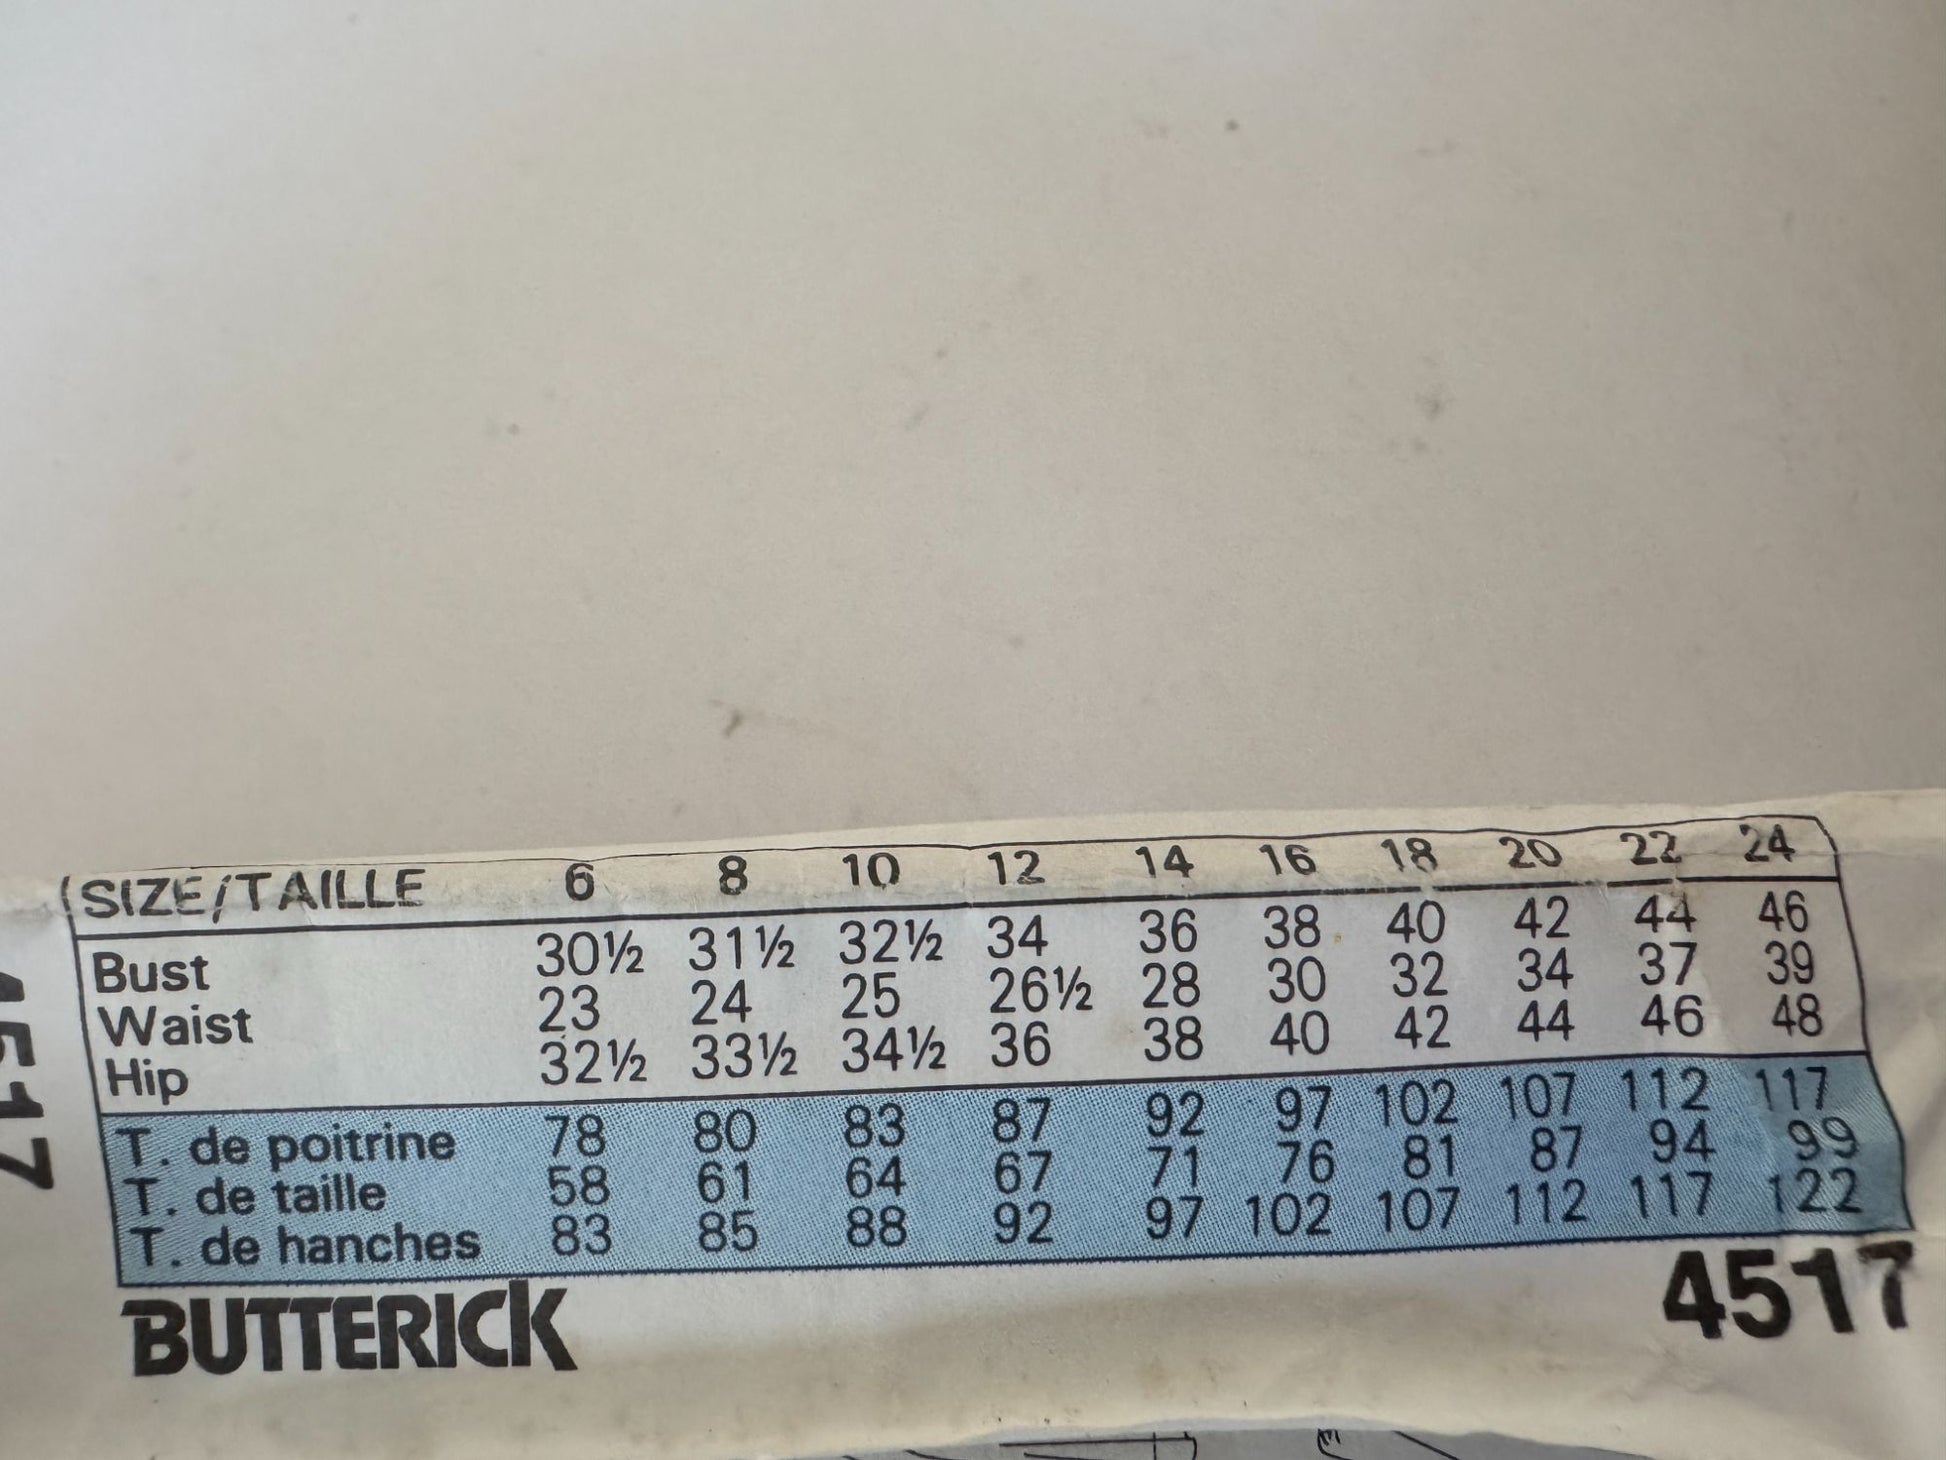 SIZE/TAILLE 6 8 10 12 14 16 18 20 22 24
Bust 30½ 31½ 32½ 34 36 38 40 42 44 46
Waist 23 24 25 26½ 28 30 32 34 37 39
Hip 32½ 33½ 34½ 36 38 40 42 44 46 48
T. de poitrine 78 80 83 87 92 97 102 107 112 117
T. de taille 58 61 64 67 71 76 81 87 94 99
T. de hanches 83 85 88 92 97 102 107 112 117 122
BUTTERICK 4517
4517